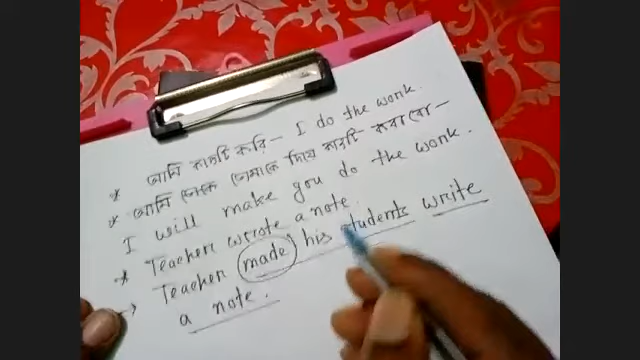 * আমি কাজটি করি - I do the work.
* আমি তোমাকে দিয়ে কাজটি করাবো -
I will make you do the work.
* Teacher wrote a note.
→ Teacher made his students write
a note.